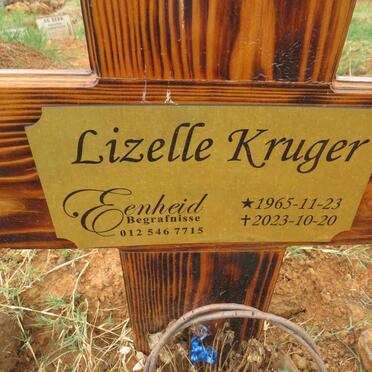 Lizelle Kruger
Eenheid
Begrafnisse
012 546 7715
★1965-11-23
✝2023-10-20